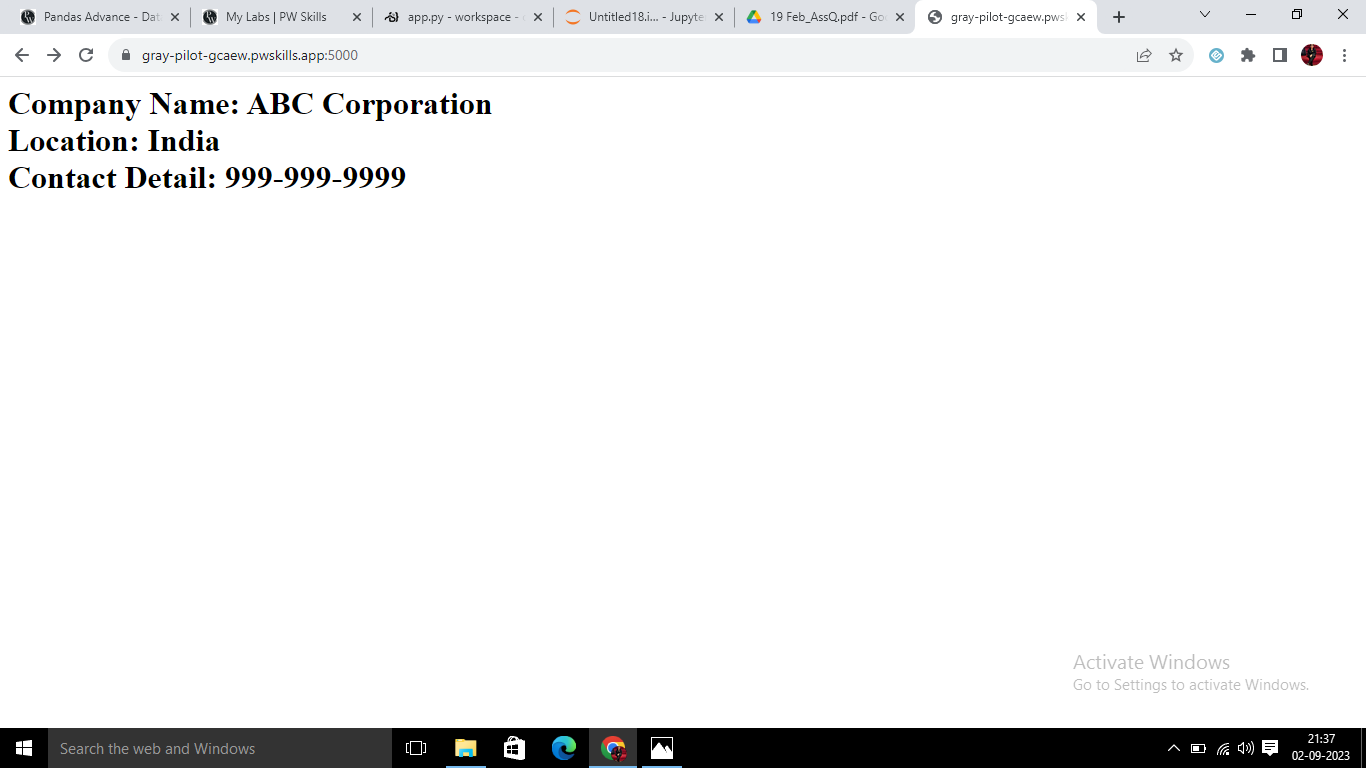 Pandas Advance - Dat
My Labs | PW Skills
app.py - workspace -
Untitled18.i... - Jupyte
19 Feb_AssQ.pdf - Go
gray-pilot-gcaew.pws
gray-pilot-gcaew.pwskills.app:5000
Company Name: ABC Corporation
Location: India
Contact Detail: 999-999-9999
Activate Windows
Go to Settings to activate Windows.
Search the web and Windows
21:37
02-09-2023